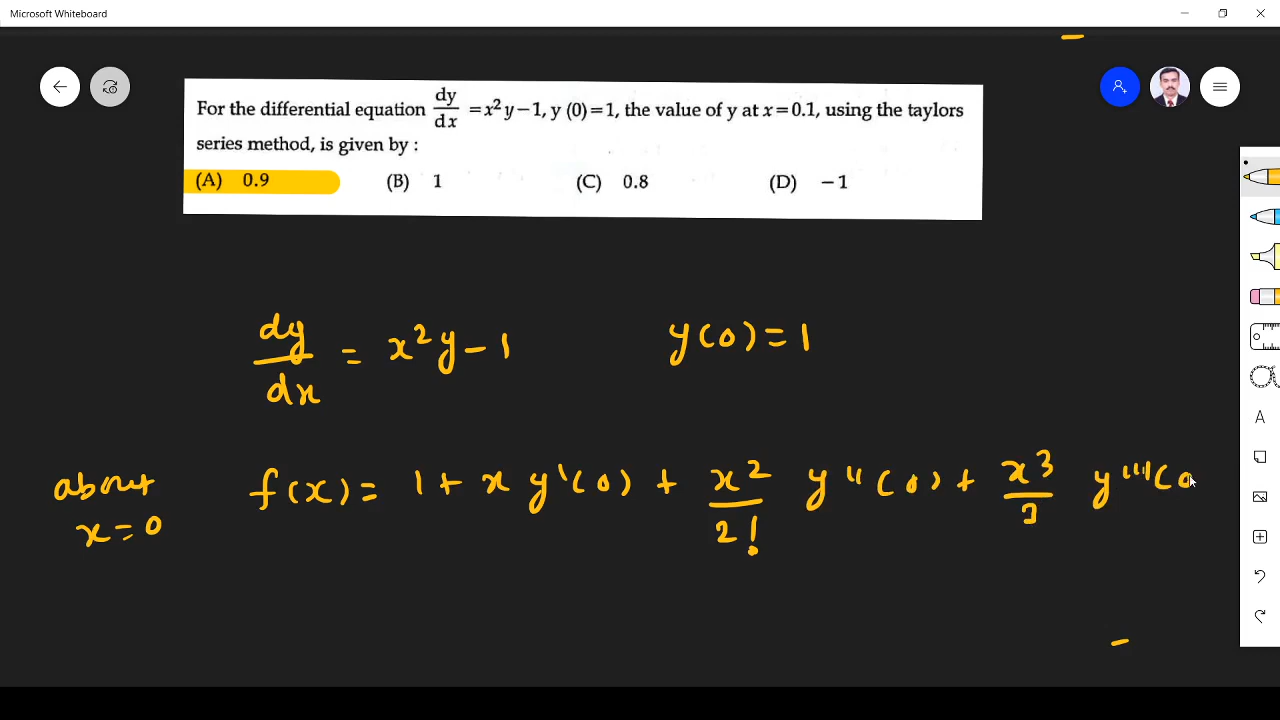 Microsoft Whiteboard
For the differential equation dy/dx = x² y − 1, y (0) = 1, the value of y at x = 0.1, using the taylors
series method, is given by :
(A) 0.9 (B) 1 (C) 0.8 (D) − 1
dy/dx = x²y − 1 y(0) = 1
about f(x) = 1 + x y'(0) + x²/2! y''(0) + x³/3 y'''(0
x = 0
A